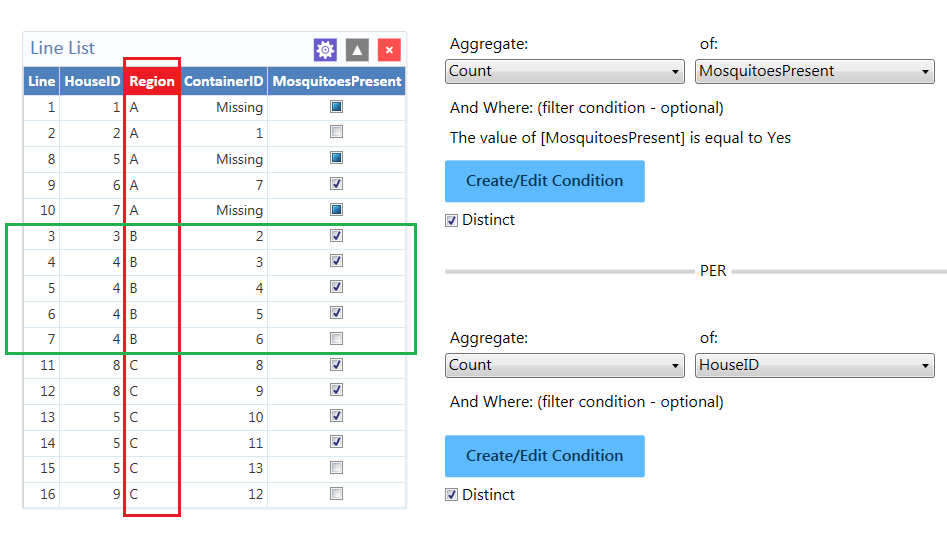 Line List
Line HouseID Region ContainerID MosquitoesPresent
1 1 A Missing
2 2 A 1
8 5 A Missing
9 6 A 7
10 7 A Missing
3 3 B 2
4 4 B 3
5 4 B 4
6 4 B 5
7 4 B 6
11 8 C 8
12 8 C 9
13 5 C 10
14 5 C 11
15 5 C 13
16 9 C 12
Aggregate: of:
Count MosquitoesPresent
And Where: (filter condition - optional)
The value of [MosquitoesPresent] is equal to Yes
Create/Edit Condition
Distinct
PER
Aggregate: of:
Count HouseID
And Where: (filter condition - optional)
Create/Edit Condition
Distinct